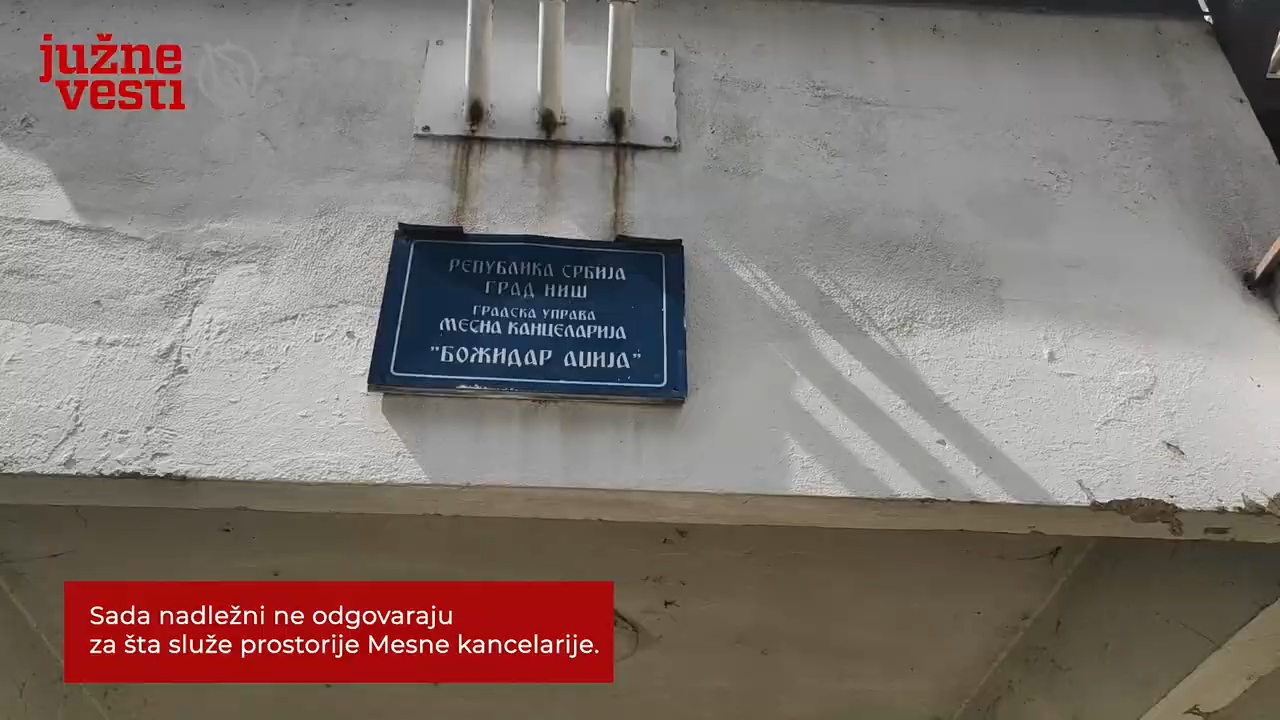 južne
vesti
РЕПУБЛИКА СРБИЈА
ГРАД НИШ
ГРАДСКА УПРАВА
МЕСНА КАНЦЕЛАРИЈА
"БОЖИДАР АЏИЈА"
Sada nadležni ne odgovaraju
za šta služe prostorije Mesne kancelarije.